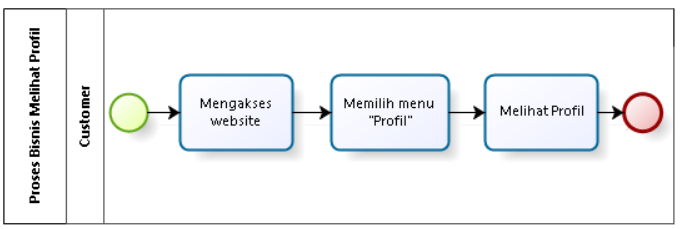 Proses Bisnis Melihat Profil
Customer
Mengakses
website
Memilih menu
"Profil"
Melihat Profil